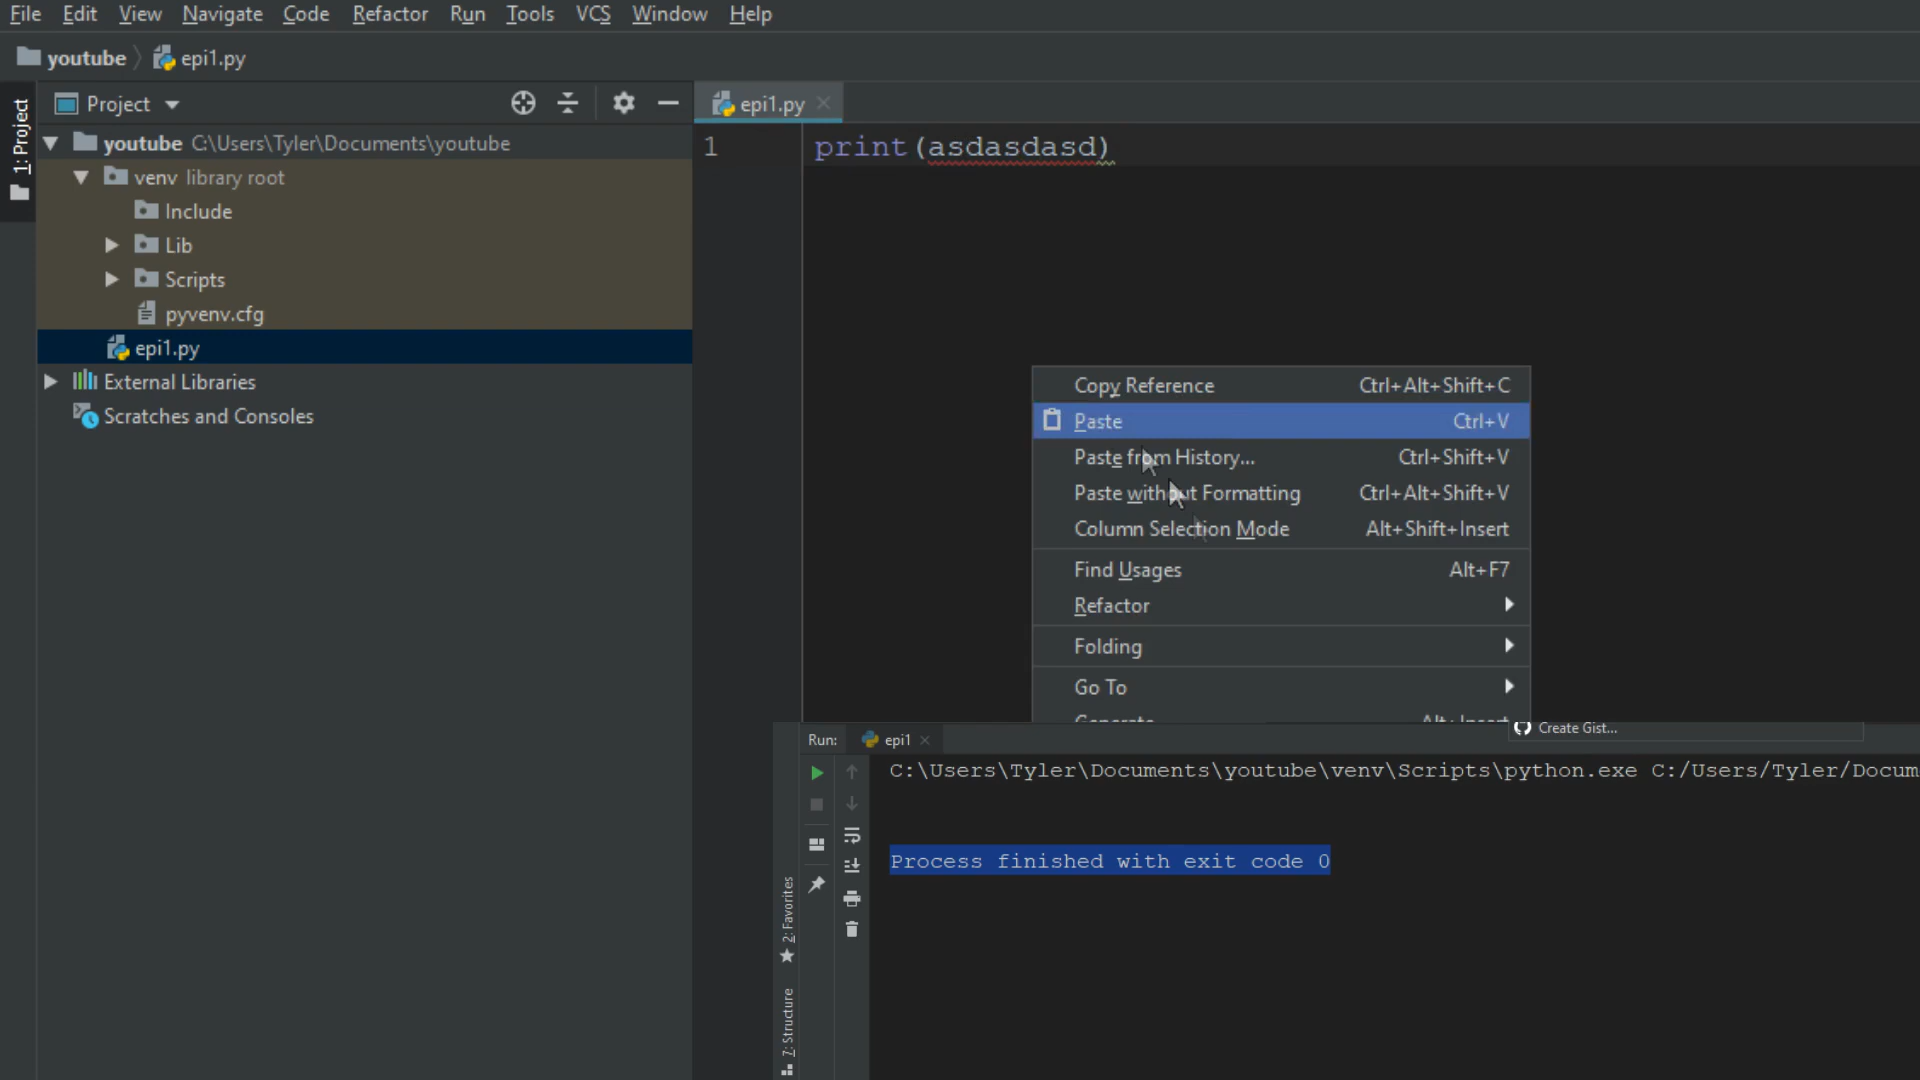 File Edit View Navigate Code Refactor Run Tools VCS Window Help
youtube epi1.py
1: Project
Project
epi1.py
youtube C:\Users\Tyler\Documents\youtube
venv library root
Include
Lib
Scripts
pyvenv.cfg
epi1.py
External Libraries
Scratches and Consoles
1 print(asdasdasd)
Copy Reference Ctrl+Alt+Shift+C
Paste Ctrl+V
Paste from History... Ctrl+Shift+V
Paste without Formatting Ctrl+Alt+Shift+V
Column Selection Mode Alt+Shift+Insert
Find Usages Alt+F7
Refactor
Folding
Go To
Generate Alt+Insert
Create Gist...
Run: epi1
C:\Users\Tyler\Documents\youtube\venv\Scripts\python.exe C:/Users/Tyler/Docum
Process finished with exit code 0
2: Favorites
7: Structure